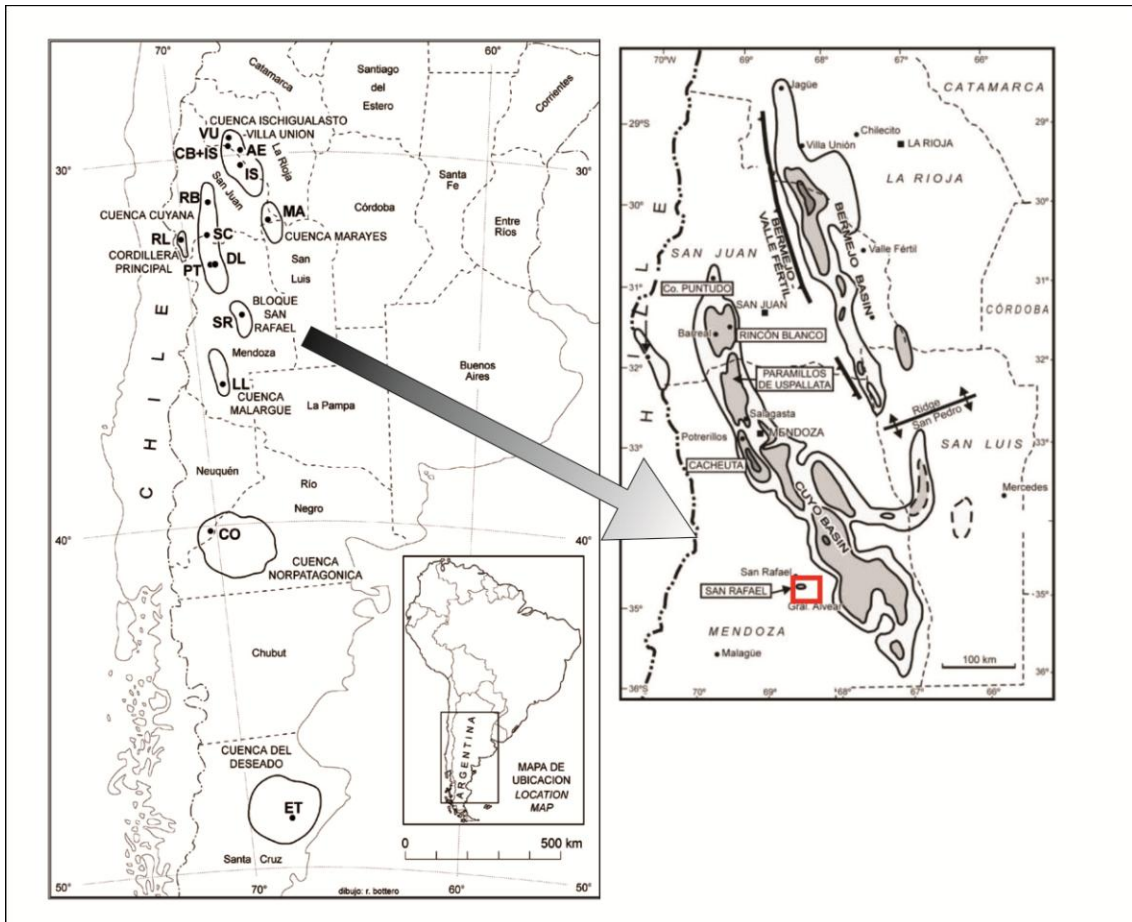 70°
60°
Catamarca
Santiago
del
Estero
Corrientes
CUENCA ISCHIGUALASTO
VILLA UNION
VU
CB+IS
AE
IS
La Rioja
30°
30°
San Juan
Santa
Fe
RB
MA
Córdoba
Entre
Ríos
CUENCA CUYANA
SC
CUENCA MARAYES
RL
CORDILLERA
PRINCIPAL
DL
PT
San
Luis
BLOQUE
SAN
RAFAEL
SR
Mendoza
Buenos
Aires
LL
CUENCA
MALARGUE
La Pampa
CHILE
Neuquén
Río
Negro
40°
CO
40°
CUENCA
NORPATAGONICA
Chubut
CUENCA DEL
DESEADO
ET
Santa Cruz
ARGENTINA
MAPA DE
UBICACION
LOCATION
MAP
0
500 km
50°
70°
dibujo: r. bottero
60°
50°
70°W
69°
68°
67°
66°
Jagüe
CATAMARCA
29°S
Chilecito
Villa Unión
LA RIOJA
LA RIOJA
30°
BERMEJO
VALLE FÉRTIL
BERMEJO BASIN
Valle Fértil
SAN JUAN
31°
Co. PUNTUDO
SAN JUAN
CÓRDOBA
Barreal
RINCÓN BLANCO
32°
32°
CHILE
PARAMILLOS
DE USPALLATA
Ridge
San Pedro
Salagasta
Potrerillos
MENDOZA
SAN LUIS
33°
33°
CACHEUTA
Mercedes
CUYO BASIN
San Rafael
SAN RAFAEL
Gral. Alvear
35°
35°
MENDOZA
Malagüe
100 km
36°S
70°
69°
68°
67°
66°
36°